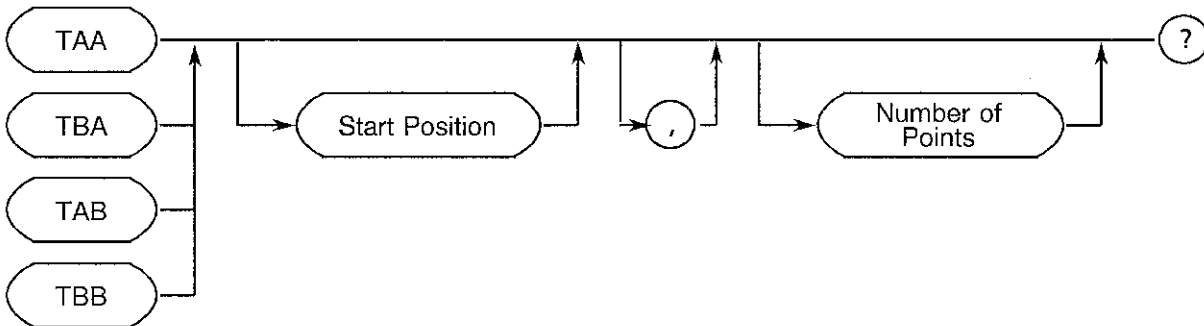 TAA
?
TBA
Start Position
,
Number of
Points
TAB
TBB